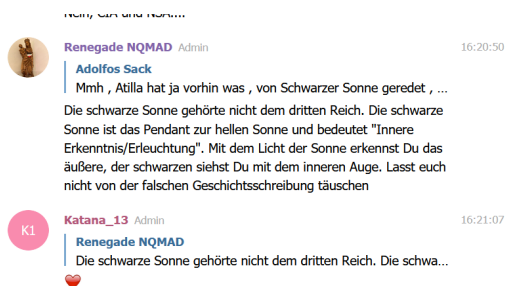 Nein, CIA und NSA....
Renegade NQMAD Admin 16:20:50
Adolfos Sack
Mmh , Atilla hat ja vorhin was , von Schwarzer Sonne geredet , ...
Die schwarze Sonne gehörte nicht dem dritten Reich. Die schwarze
Sonne ist das Pendant zur hellen Sonne und bedeutet "Innere
Erkenntnis/Erleuchtung". Mit dem Licht der Sonne erkennst Du das
äußere, der schwarzen siehst Du mit dem inneren Auge. Lasst euch
nicht von der falschen Geschichtsschreibung täuschen
K1
Katana_13 Admin 16:21:07
Renegade NQMAD
Die schwarze Sonne gehörte nicht dem dritten Reich. Die schwa...